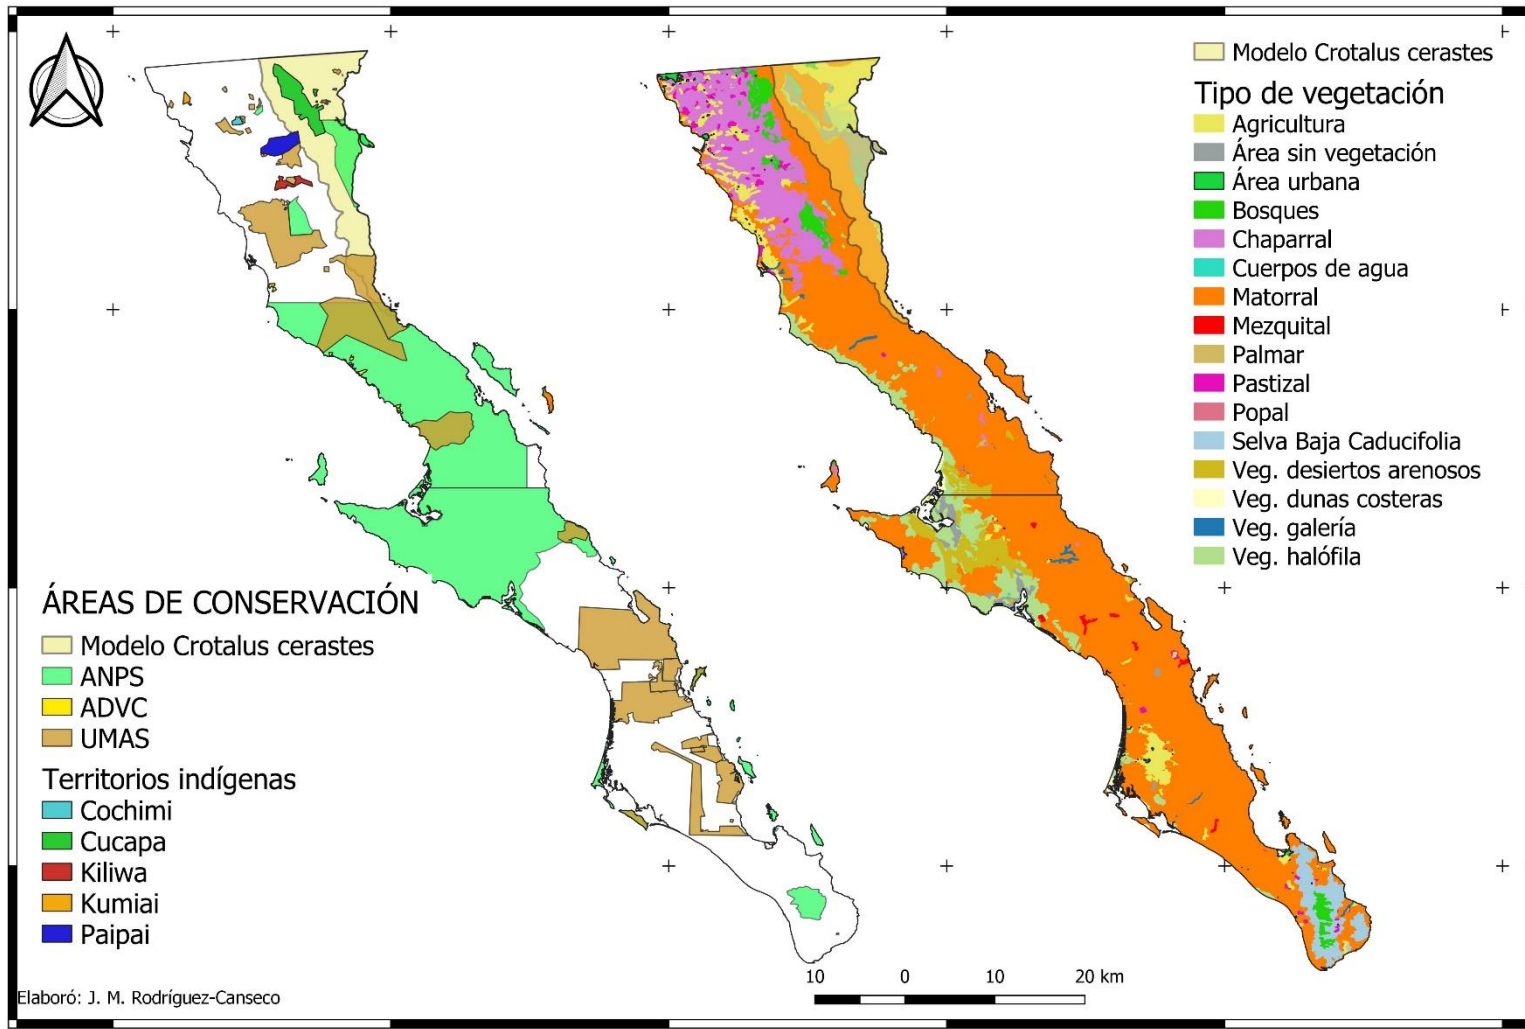 ÁREAS DE CONSERVACIÓN
Modelo Crotalus cerastes
ANPS
ADVC
UMAS
Territorios indígenas
Cochimi
Cucapa
Kiliwa
Kumiai
Paipai
Elaboró: J. M. Rodríguez-Canseco
Modelo Crotalus cerastes
Tipo de vegetación
Agricultura
Área sin vegetación
Área urbana
Bosques
Chaparral
Cuerpos de agua
Matorral
Mezquital
Palmar
Pastizal
Popal
Selva Baja Caducifolia
Veg. desiertos arenosos
Veg. dunas costeras
Veg. galería
Veg. halófila
10 0 10 20 km